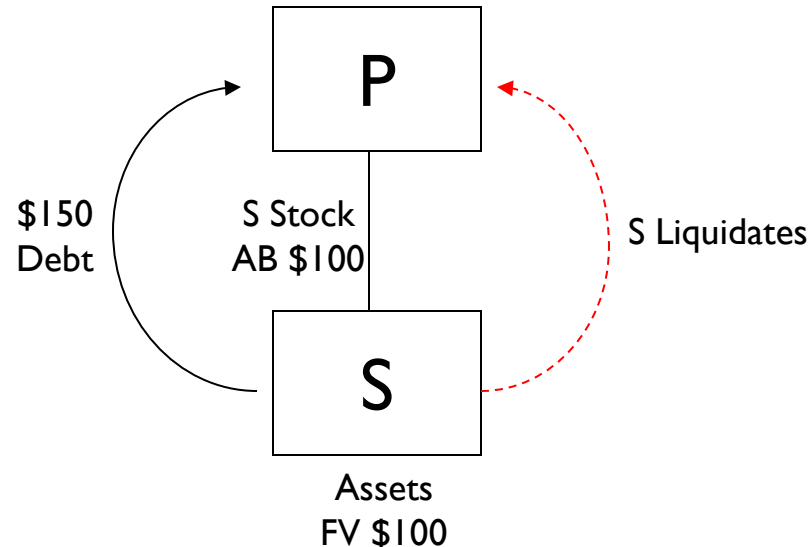 P
$150
Debt
S Stock
AB $100
S Liquidates
S
Assets
FV $100